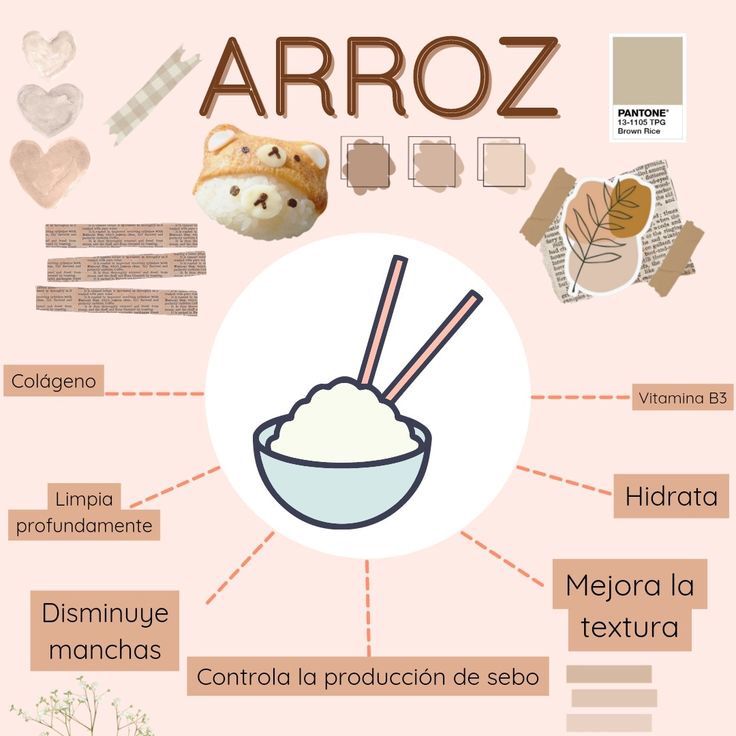 ARROZ
PANTONE®
13-1105 TPG
Brown Rice
Colágeno
Vitamina B3
Limpia
profundamente
Hidrata
Disminuye
manchas
Mejora la
textura
Controla la producción de sebo